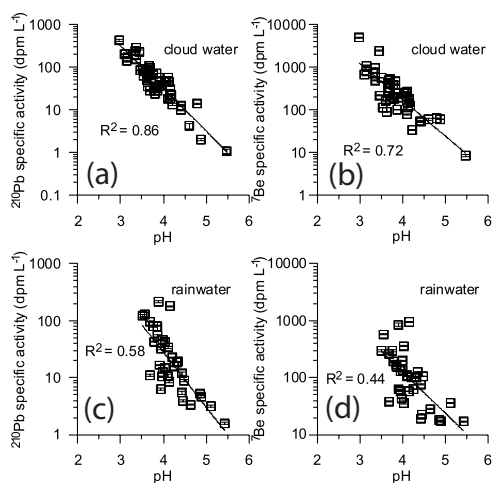 1000
100
10
1
0.1
²¹⁰Pb specific activity (dpm L⁻¹)
cloud water
R² = 0.86
(a)
2 3 4 5 6
pH
10000
1000
100
10
1
⁷Be specific activity (dpm L⁻¹)
cloud water
R² = 0.72
(b)
2 3 4 5 6
pH
1000
100
10
1
²¹⁰Pb specific activity (dpm L⁻¹)
rainwater
R² = 0.58
(c)
2 3 4 5 6
pH
10000
1000
100
10
⁷Be specific activity (dpm L⁻¹)
rainwater
R² = 0.44
(d)
2 3 4 5 6
pH